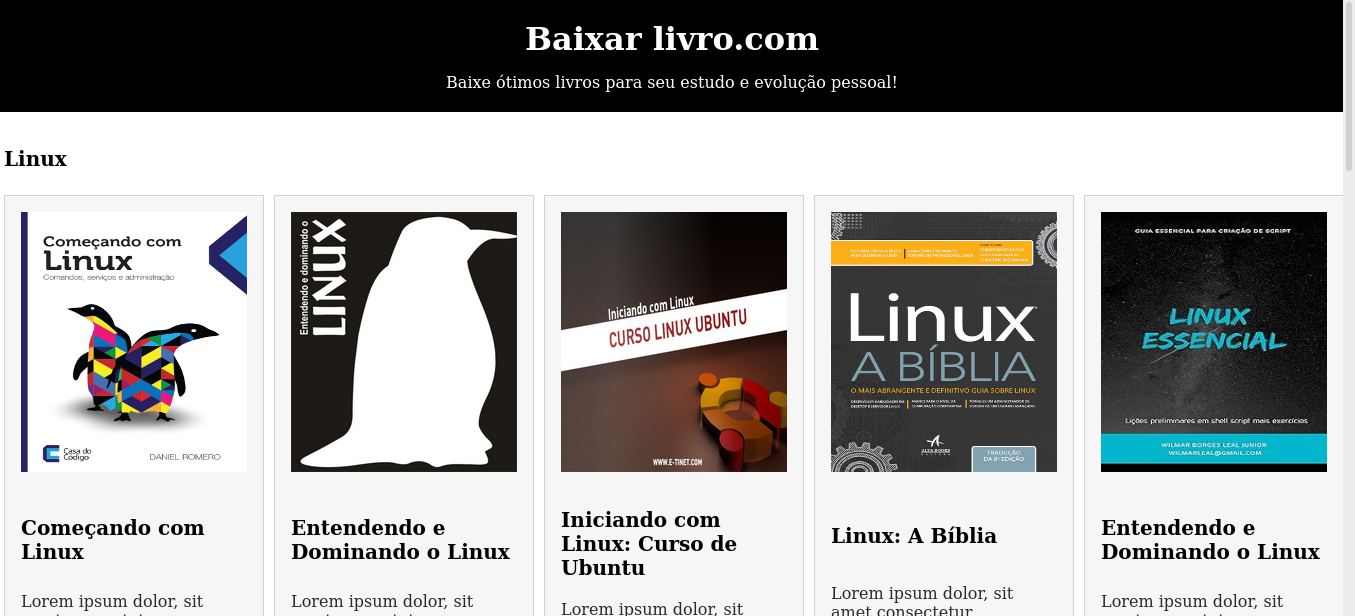 Baixar livro.com
Baixe ótimos livros para seu estudo e evolução pessoal!
Linux
Começando com
Linux
Comandos, serviços e administração
Casa do
Código
DANIEL ROMERO
Entendendo e dominando o
LINUX
Iniciando com Linux
CURSO LINUX UBUNTU
WWW.E-TINET.COM
Linux
A BÍBLIA
O MAIS ABRANGENTE E DEFINITIVO GUIA SOBRE LINUX
ALTA BOOKS
TRADUÇÃO
DA 8ª EDIÇÃO
GUIA ESSENCIAL PARA CRIAÇÃO DE SCRIPT
LINUX
ESSENCIAL
Lições preliminares em shell script mais exercícios
WILMAR BORGES LEAL JUNIOR
WILMARLEAL@GMAIL.COM
Começando com
Linux
Entendendo e
Dominando o Linux
Iniciando com
Linux: Curso de
Ubuntu
Linux: A Bíblia
Entendendo e
Dominando o Linux
Lorem ipsum dolor, sit
Lorem ipsum dolor, sit
Lorem ipsum dolor, sit
Lorem ipsum dolor, sit
amet consectetur
Lorem ipsum dolor, sit